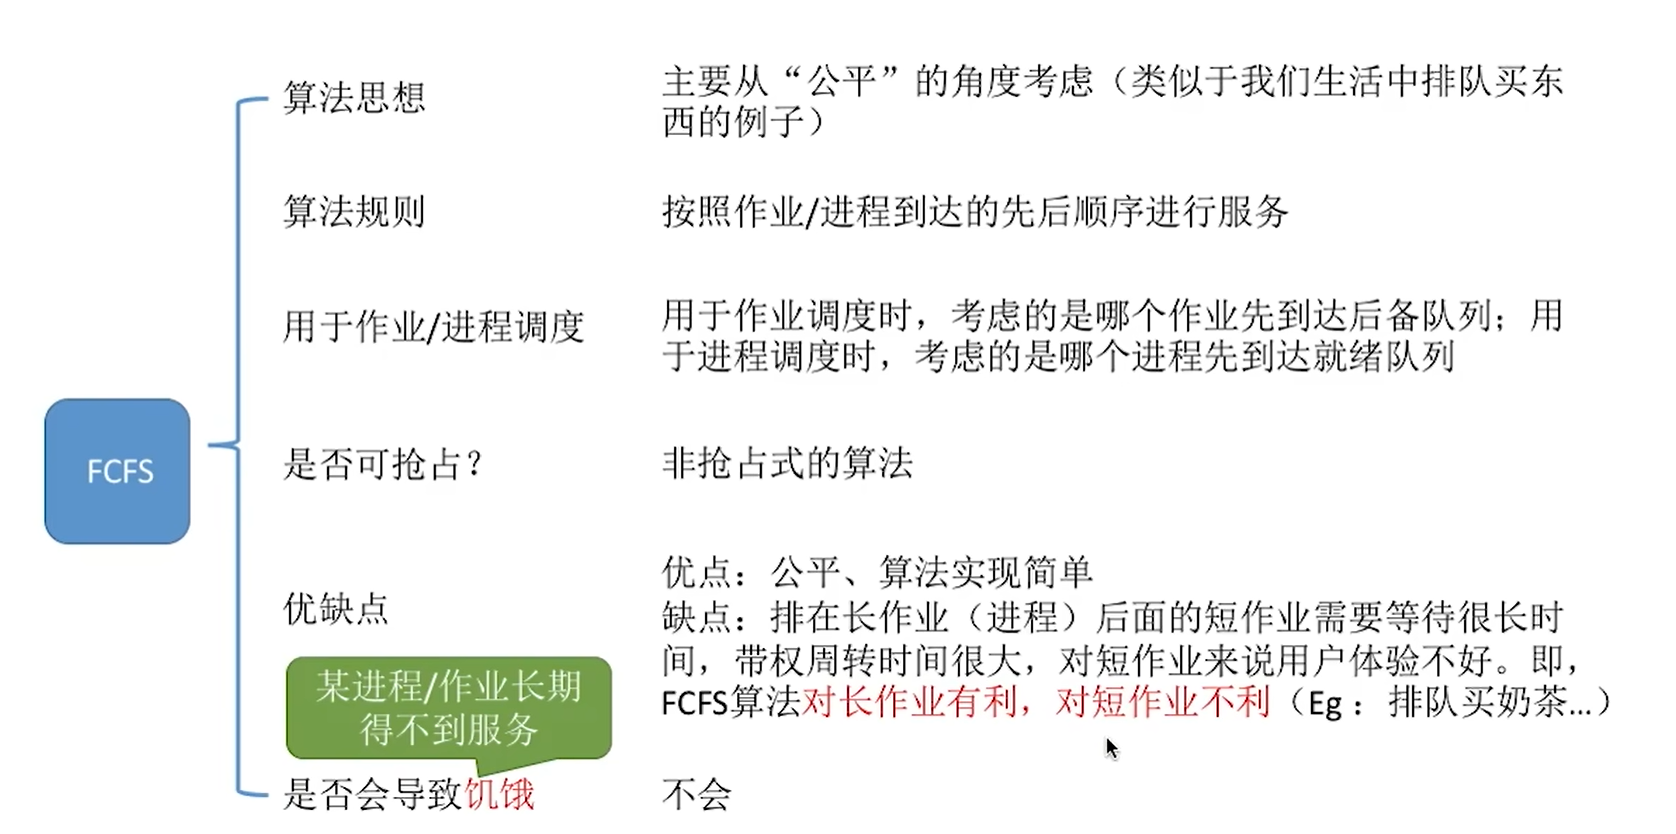 算法思想
主要从“公平”的角度考虑（类似于我们生活中排队买东
西的例子）
算法规则
按照作业/进程到达的先后顺序进行服务
用于作业/进程调度
用于作业调度时，考虑的是哪个作业先到达后备队列；用
于进程调度时，考虑的是哪个进程先到达就绪队列
FCFS
是否可抢占？
非抢占式的算法
优缺点
优点：公平、算法实现简单
缺点：排在长作业（进程）后面的短作业需要等待很长时
间，带权周转时间很大，对短作业来说用户体验不好。即，
FCFS算法对长作业有利，对短作业不利（Eg：排队买奶茶...）
某进程/作业长期
得不到服务
是否会导致饥饿
不会